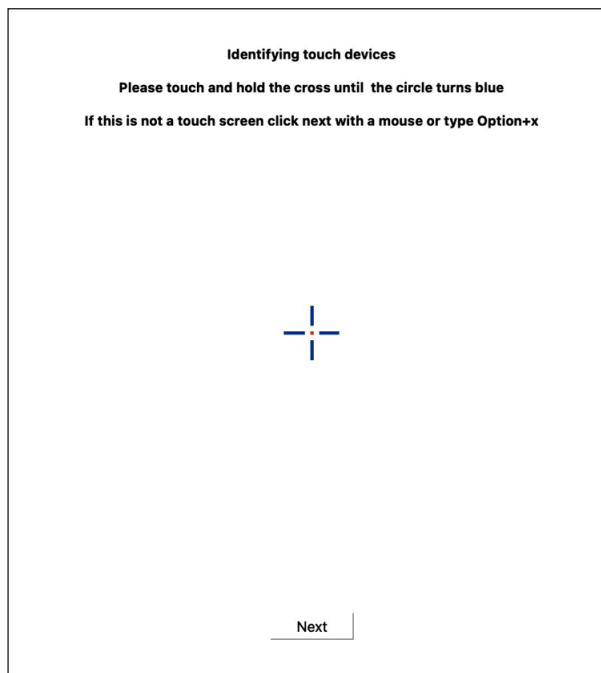 Identifying touch devices
Please touch and hold the cross until  the circle turns blue
If this is not a touch screen click next with a mouse or type Option+x
Next